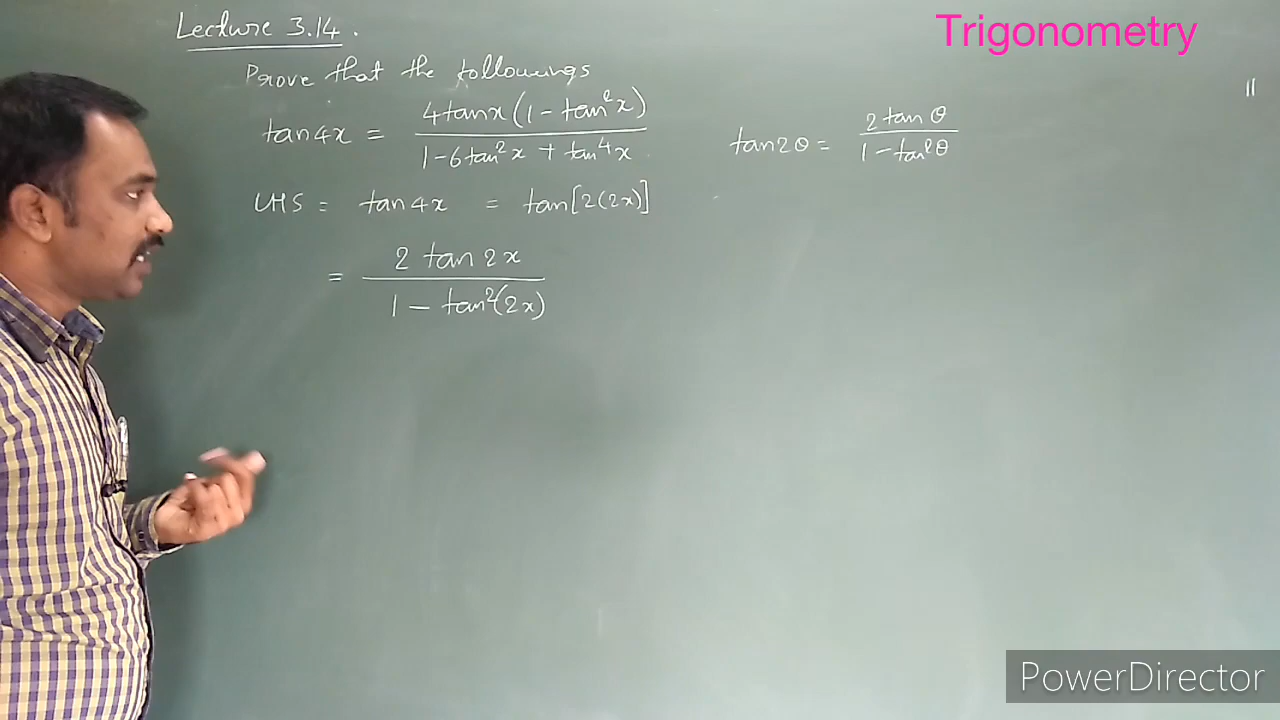 Lecture 3.14.
Trigonometry
Prove that the followings
tan4x = 4tanx(1-tan²x) / 1-6tan²x+tan⁴x
tan2θ = 2tanθ / 1-tan²θ
LHS = tan4x = tan[2(2x)]
= 2 tan 2x / 1 - tan²(2x)
PowerDirector